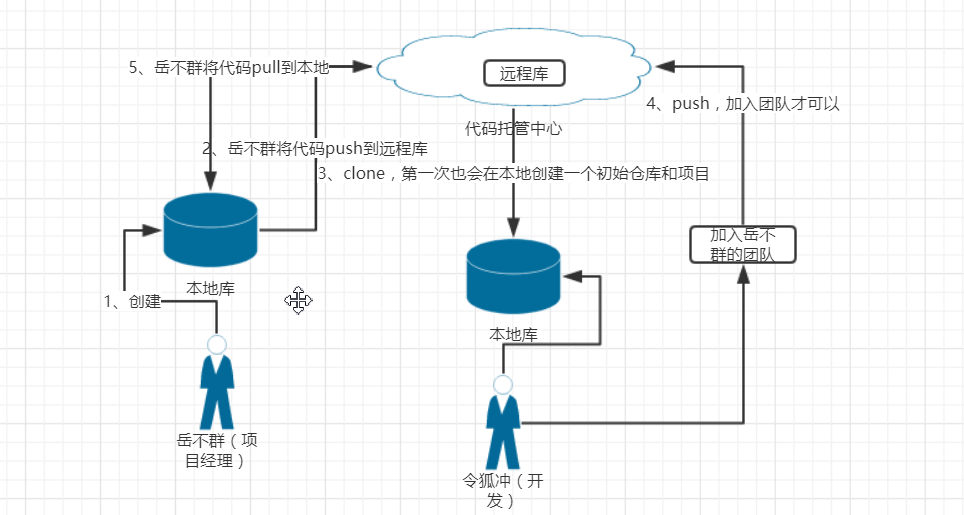 5、岳不群将代码pull到本地
远程库
4、push，加入团队才可以
代码托管中心
2、岳不群将代码push到远程库
3、clone，第一次也会在本地创建一个初始仓库和项目
加入岳不
群的团队
本地库
1、创建
本地库
岳不群（项
目经理）
令狐冲（开
发）